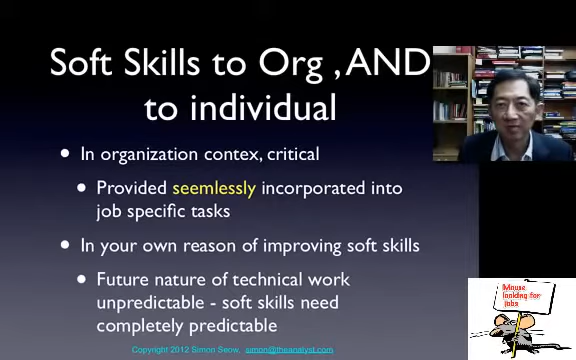 Soft Skills to Org , AND
to individual
• In organization contex, critical
• Provided seemlessly incorporated into
job specific tasks
• In your own reason of improving soft skills
• Future nature of technical work
unpredictable - soft skills need
completely predictable
Mouse
looking for
jobs
Copyright 2012 Simon Seow, simon@theanalyst.com